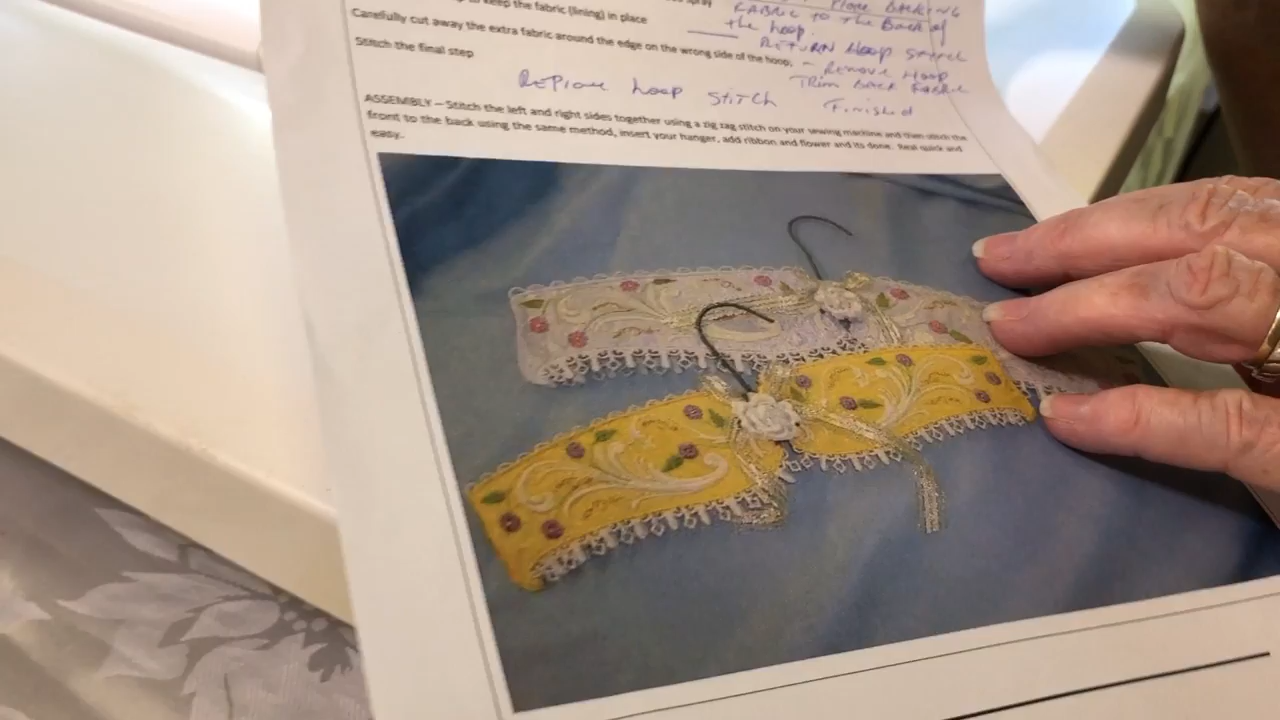 to keep the fabric (lining) in place
Place BACKING
FABRIC to the Back of
the hoop.
Carefully cut away the extra fabric around the edge on the wrong side of the hoop,
RETURN Hoop Stitch
Stitch the final step
- Remove Hoop
Trim Back Fabric
Replace hoop Stitch Finished
ASSEMBLY – Stitch the left and right sides together using a zig zag stitch on your sewing machine and then stitch the
front to the back using the same method, insert your hanger, add ribbon and flower and its done. Real quick and
easy.